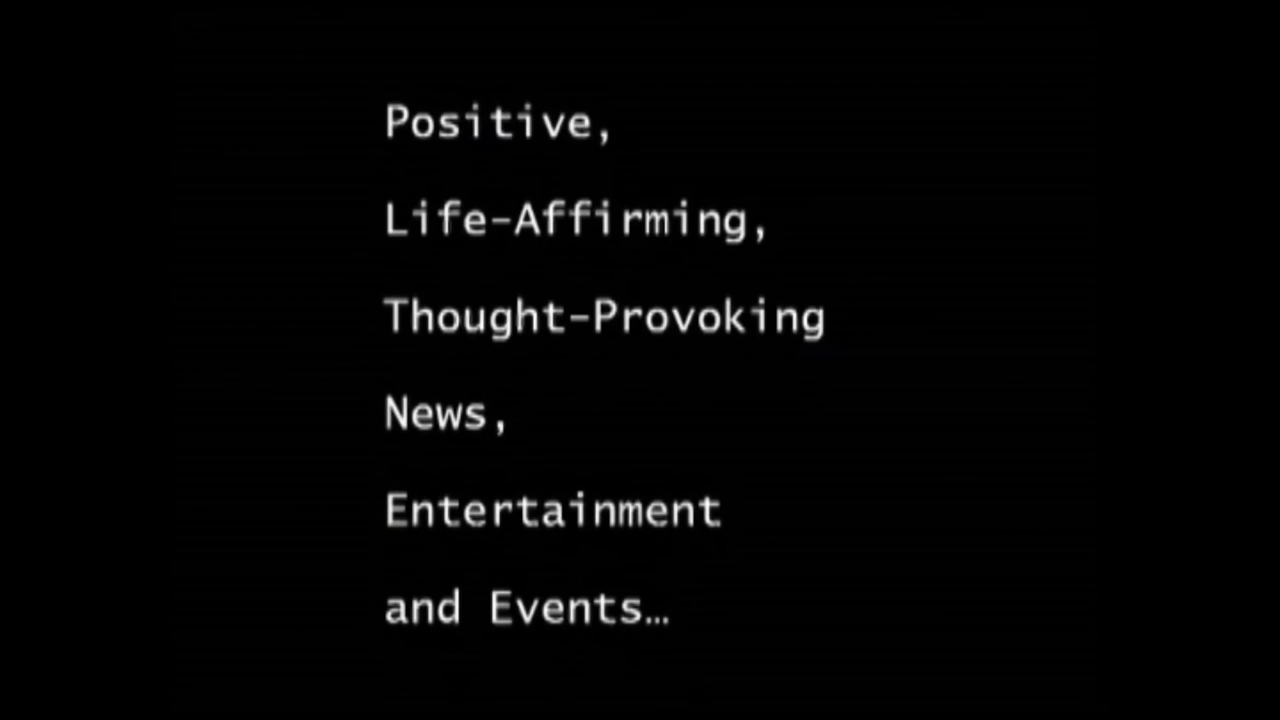 Positive,
Life-Affirming,
Thought-Provoking
News,
Entertainment
and Events…